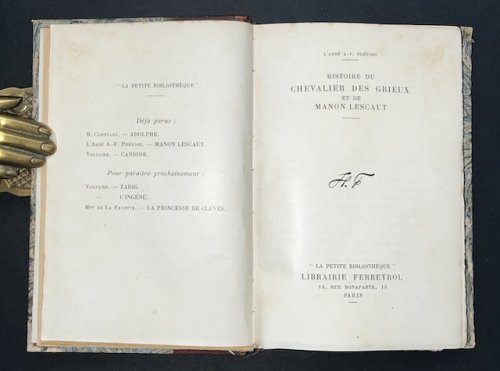 " LA PETITE BIBLIOTHÈQUE "
Déjà parus :
B. Constant. — ADOLPHE.
L'Abbé A.-F. Prévost. — MANON LESCAUT.
Voltaire. — CANDIDE.
Pour paraître prochainement :
Voltaire. — ZADIG.
— L'INGÉNU.
Mme de La Fayette. — LA PRINCESSE DE CLÈVES.
L'ABBÉ A.-F. PRÉVOST
HISTOIRE DU
CHEVALIER DES GRIEUX
ET DE
MANON LESCAUT
H.F
" LA PETITE BIBLIOTHÈQUE "
LIBRAIRIE FERREYROL
18, RUE BONAPARTE, 18
PARIS